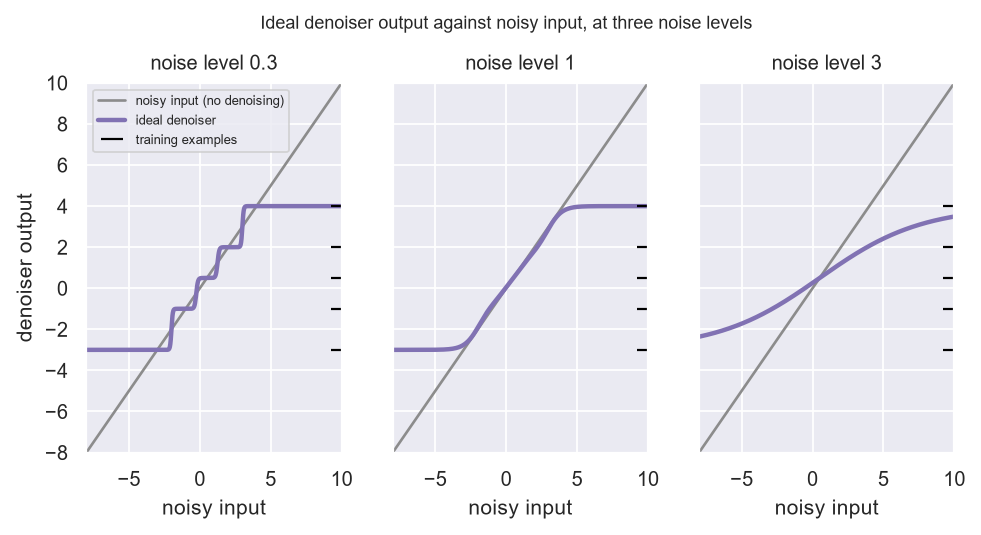 Ideal denoiser output against noisy input, at three noise levels
noise level 0.3
noise level 1
noise level 3
noisy input (no denoising)
ideal denoiser
training examples
denoiser output
10
8
6
4
2
0
−2
−4
−6
−8
−5 0 5 10
−5 0 5 10
−5 0 5 10
noisy input
noisy input
noisy input